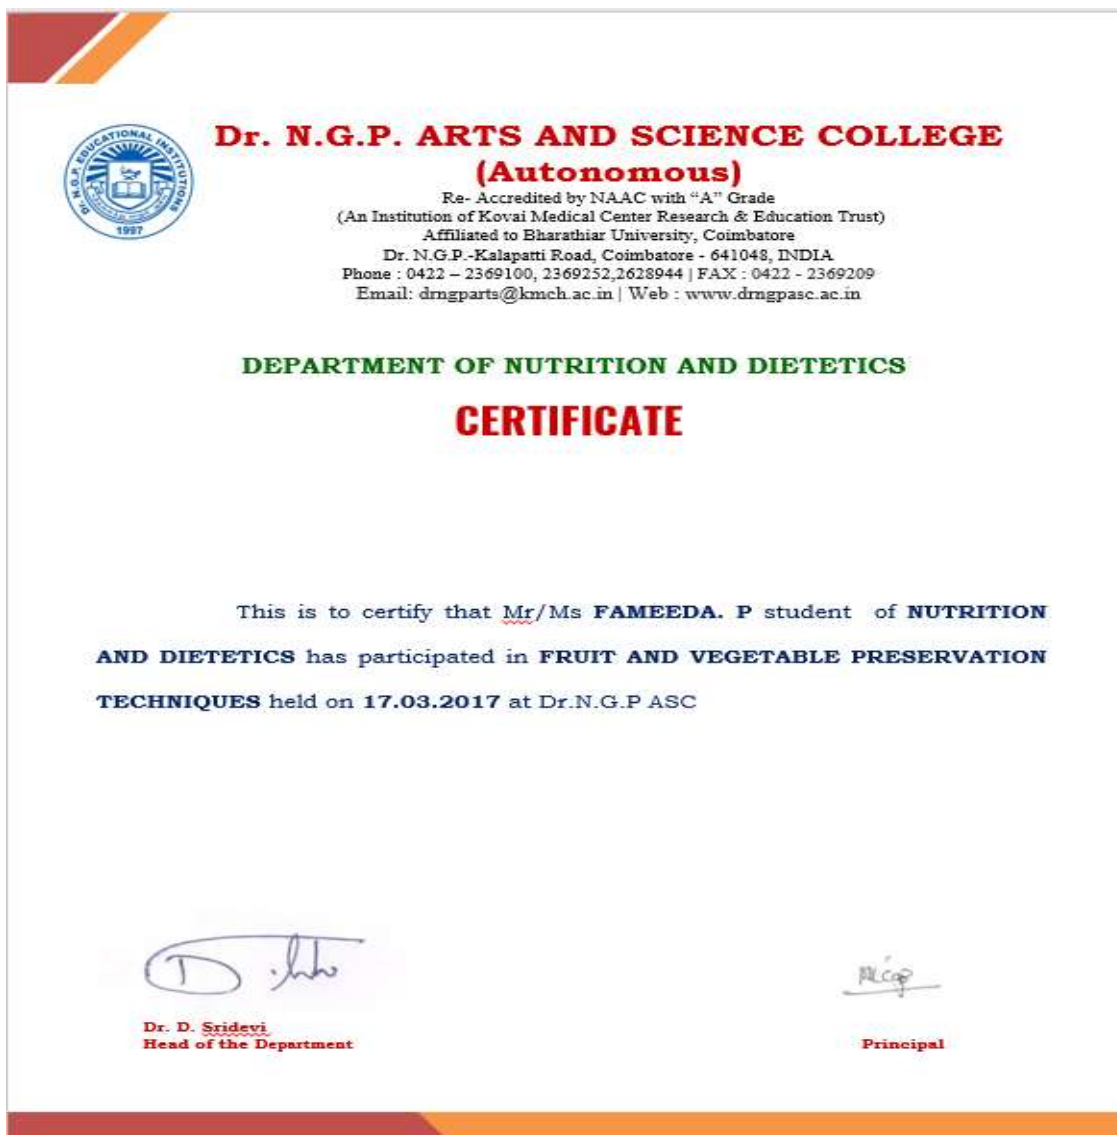 Dr. N.G.P. EDUCATIONAL INSTITUTIONS
1997
Dr. N.G.P. ARTS AND SCIENCE COLLEGE
(Autonomous)
Re- Accredited by NAAC with “A” Grade
(An Institution of Kovai Medical Center Research & Education Trust)
Affiliated to Bharathiar University, Coimbatore
Dr. N.G.P.-Kalapatti Road, Coimbatore - 641048, INDIA
Phone : 0422 – 2369100, 2369252,2628944 | FAX : 0422 - 2369209
Email: drngparts@kmch.ac.in | Web : www.drngpasc.ac.in
DEPARTMENT OF NUTRITION AND DIETETICS
CERTIFICATE
This is to certify that Mr/Ms FAMEEDA. P student of NUTRITION
AND DIETETICS has participated in FRUIT AND VEGETABLE PRESERVATION
TECHNIQUES held on 17.03.2017 at Dr.N.G.P ASC
Dr. D. Sridevi
Head of the Department
Principal